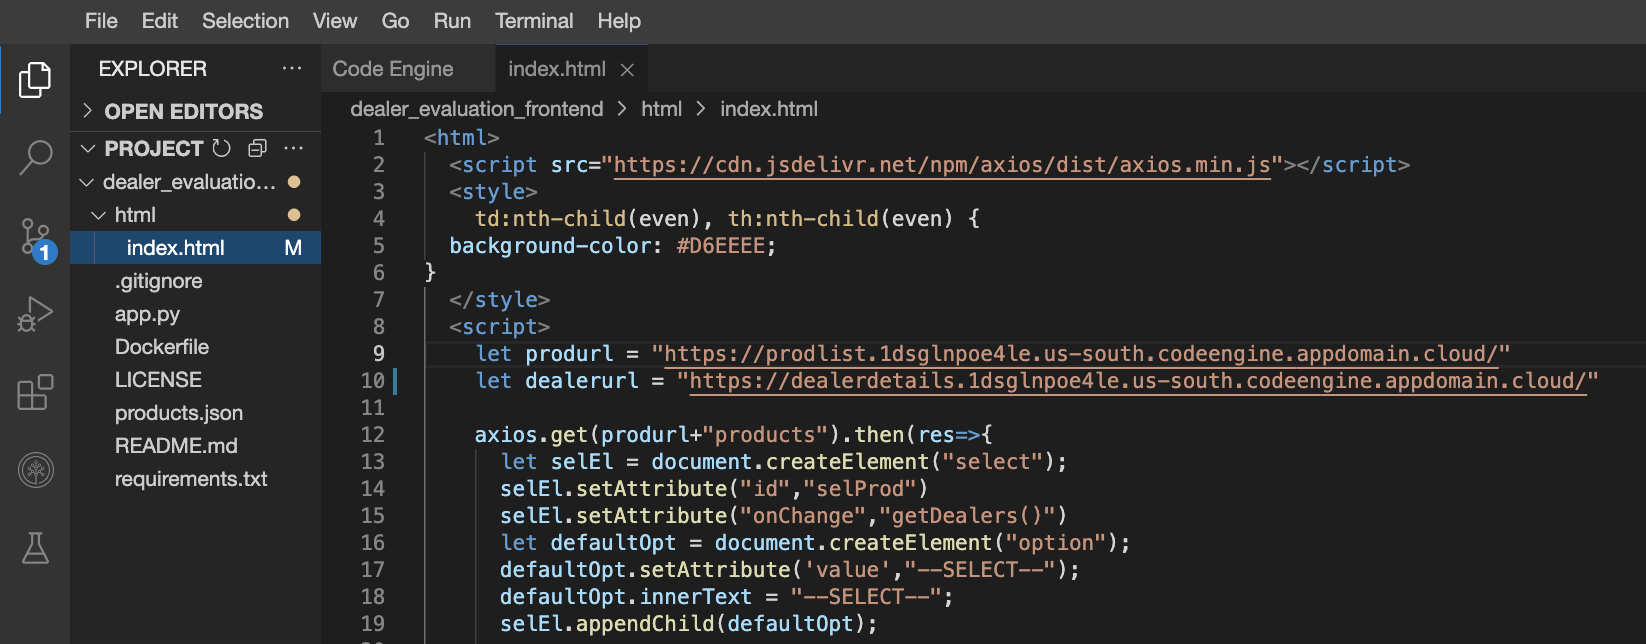 File Edit Selection View Go Run Terminal Help
EXPLORER ···
OPEN EDITORS
PROJECT ···
dealer_evaluatio...
html
index.html M
.gitignore
app.py
Dockerfile
LICENSE
products.json
README.md
requirements.txt
1
Code Engine index.html
dealer_evaluation_frontend > html > index.html
1 <html>
2 <script src="https://cdn.jsdelivr.net/npm/axios/dist/axios.min.js"></script>
3 <style>
4 td:nth-child(even), th:nth-child(even) {
5 background-color: #D6EEEE;
6 }
7 </style>
8 <script>
9 let produrl = "https://prodlist.1dsglnpoe4le.us-south.codeengine.appdomain.cloud/"
10 let dealerurl = "https://dealerdetails.1dsglnpoe4le.us-south.codeengine.appdomain.cloud/"
11
12 axios.get(produrl+"products").then(res=>{
13 let selEl = document.createElement("select");
14 selEl.setAttribute("id","selProd")
15 selEl.setAttribute("onChange","getDealers()")
16 let defaultOpt = document.createElement("option");
17 defaultOpt.setAttribute('value',"--SELECT--");
18 defaultOpt.innerText = "--SELECT--";
19 selEl.appendChild(defaultOpt);